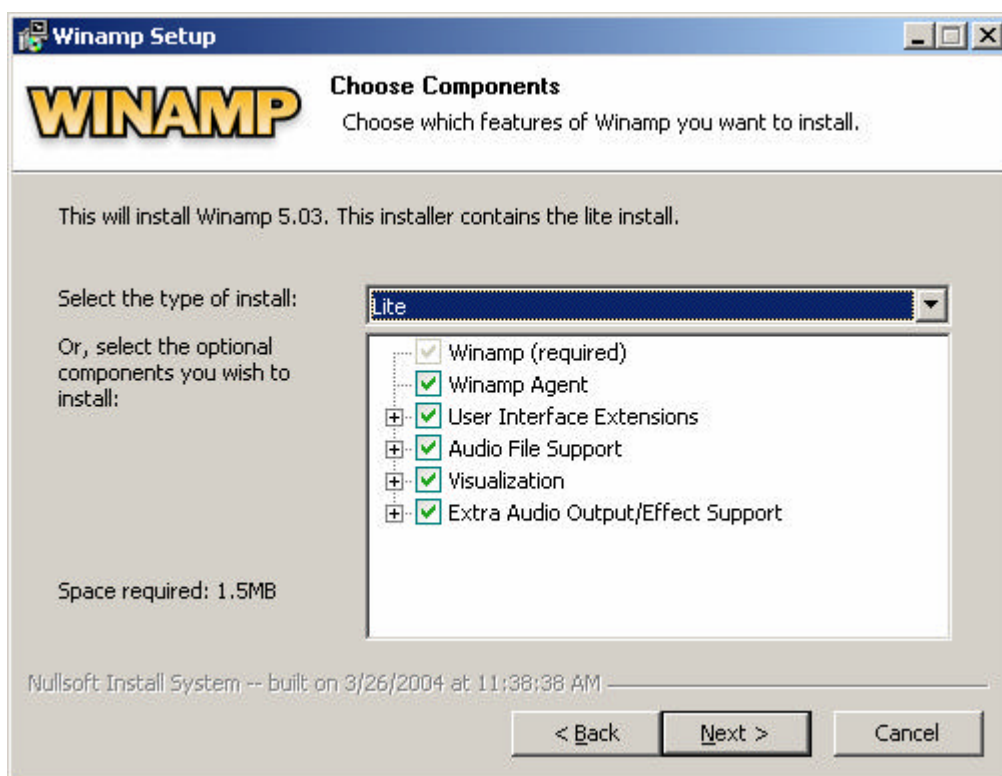 Winamp Setup
WINAMP
Choose Components
Choose which features of Winamp you want to install.
This will install Winamp 5.03. This installer contains the lite install.
Select the type of install:
Lite
Or, select the optional
components you wish to
install:
Winamp (required)
Winamp Agent
User Interface Extensions
Audio File Support
Visualization
Extra Audio Output/Effect Support
Space required: 1.5MB
Nullsoft Install System -- built on 3/26/2004 at 11:38:38 AM
< Back
Next >
Cancel